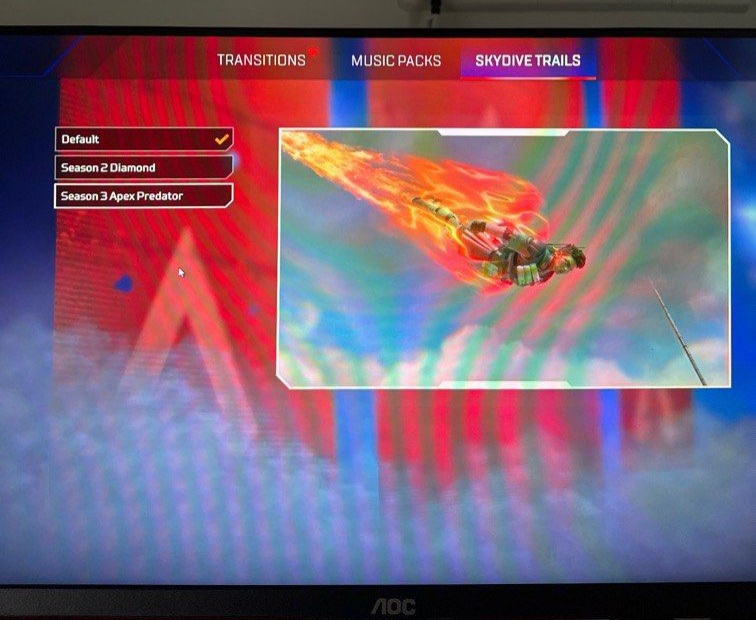 TRANSITIONS MUSIC PACKS SKYDIVE TRAILS
Default
Season 2 Diamond
Season 3 Apex Predator
AOC